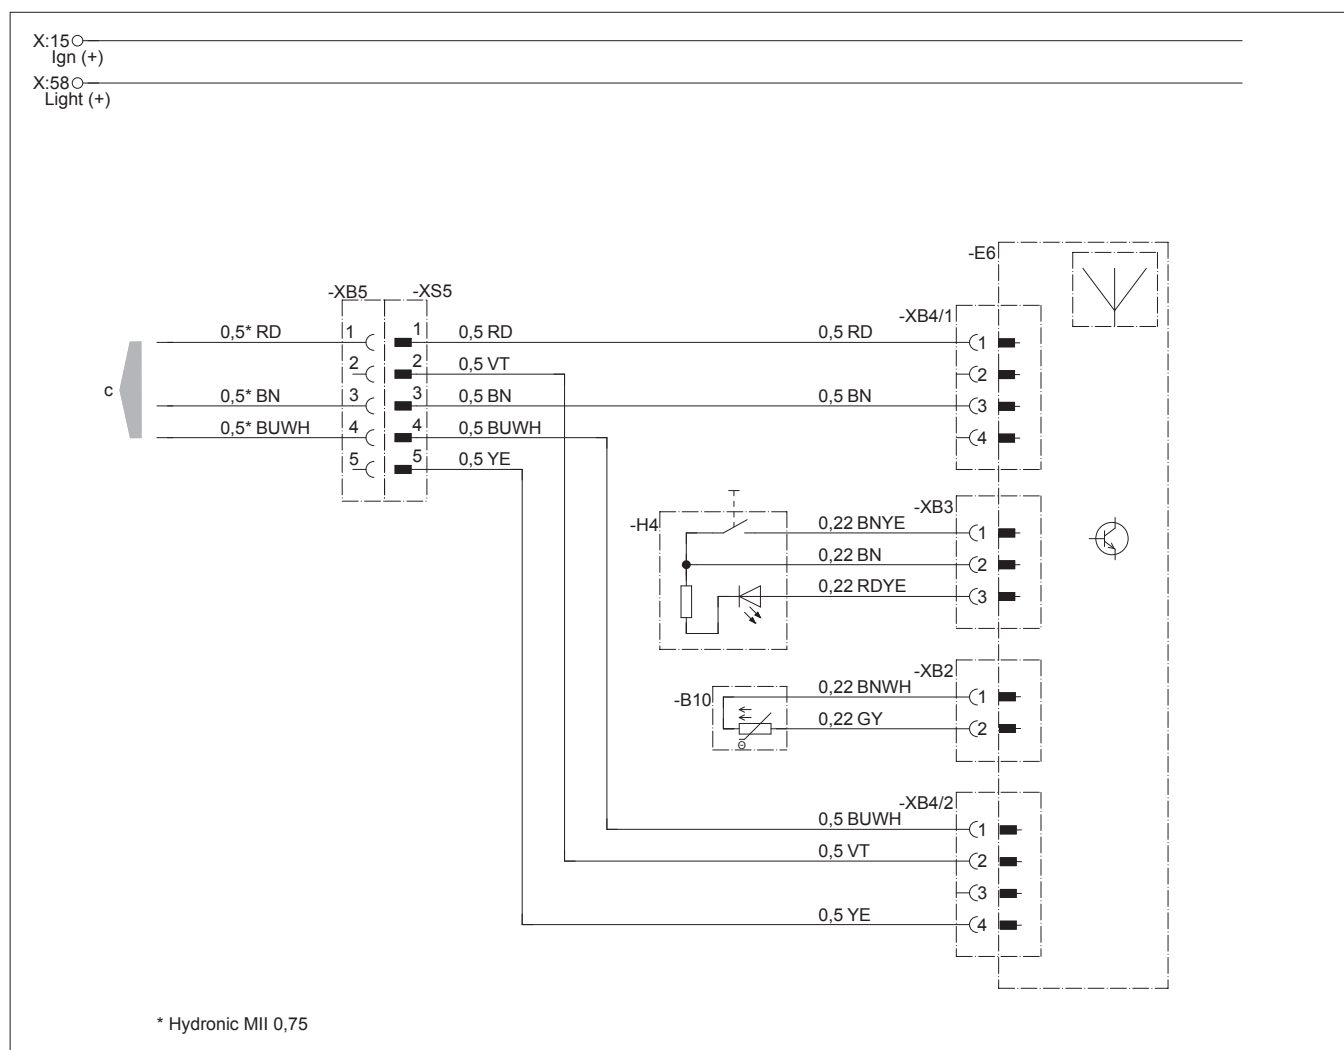 X:15
Ign (+)
X:58
Light (+)
-E6
-XB5 -XS5
-XB4/1
0,5* RD 1 1 0,5 RD 0,5 RD 1
2 2 0,5 VT 2
c
0,5* BN 3 3 0,5 BN 0,5 BN 3
0,5* BUWH 4 4 0,5 BUWH 4
5 5 0,5 YE
-XB3
-H4
0,22 BNYE 1
0,22 BN 2
0,22 RDYE 3
-XB2
-B10
0,22 BNWH 1
0,22 GY 2
-XB4/2
0,5 BUWH 1
0,5 VT 2
3
0,5 YE 4
* Hydronic MII 0,75